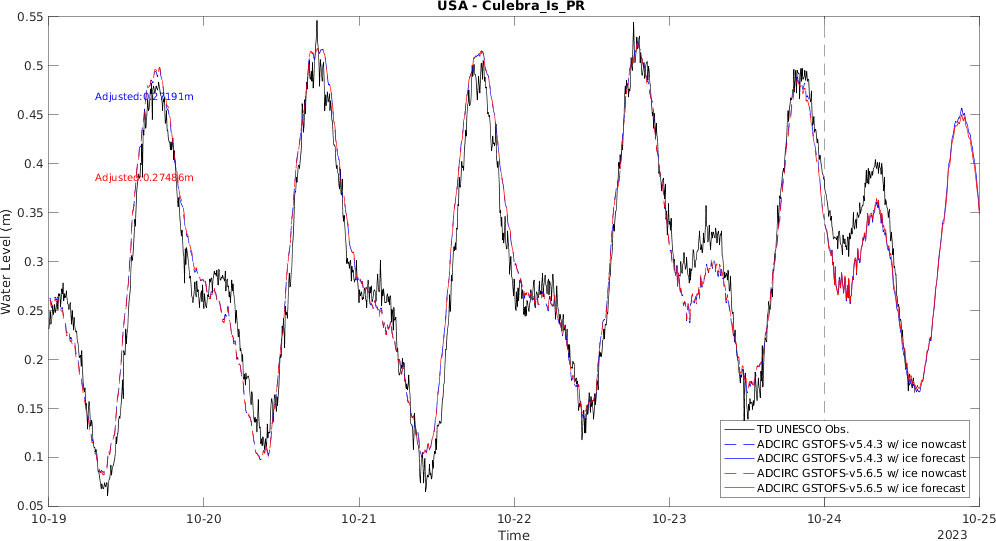 USA - Culebra_Is_PR
0.55
0.5
0.45
0.4
0.35
0.3
0.25
0.2
0.15
0.1
0.05
Water Level (m)
Adjusted:0.27191m
Adjusted:0.27486m
TD UNESCO Obs.
ADCIRC GSTOFS-v5.4.3 w/ ice nowcast
ADCIRC GSTOFS-v5.4.3 w/ ice forecast
ADCIRC GSTOFS-v5.6.5 w/ ice nowcast
ADCIRC GSTOFS-v5.6.5 w/ ice forecast
10-19 10-20 10-21 10-22 10-23 10-24 10-25
Time
2023